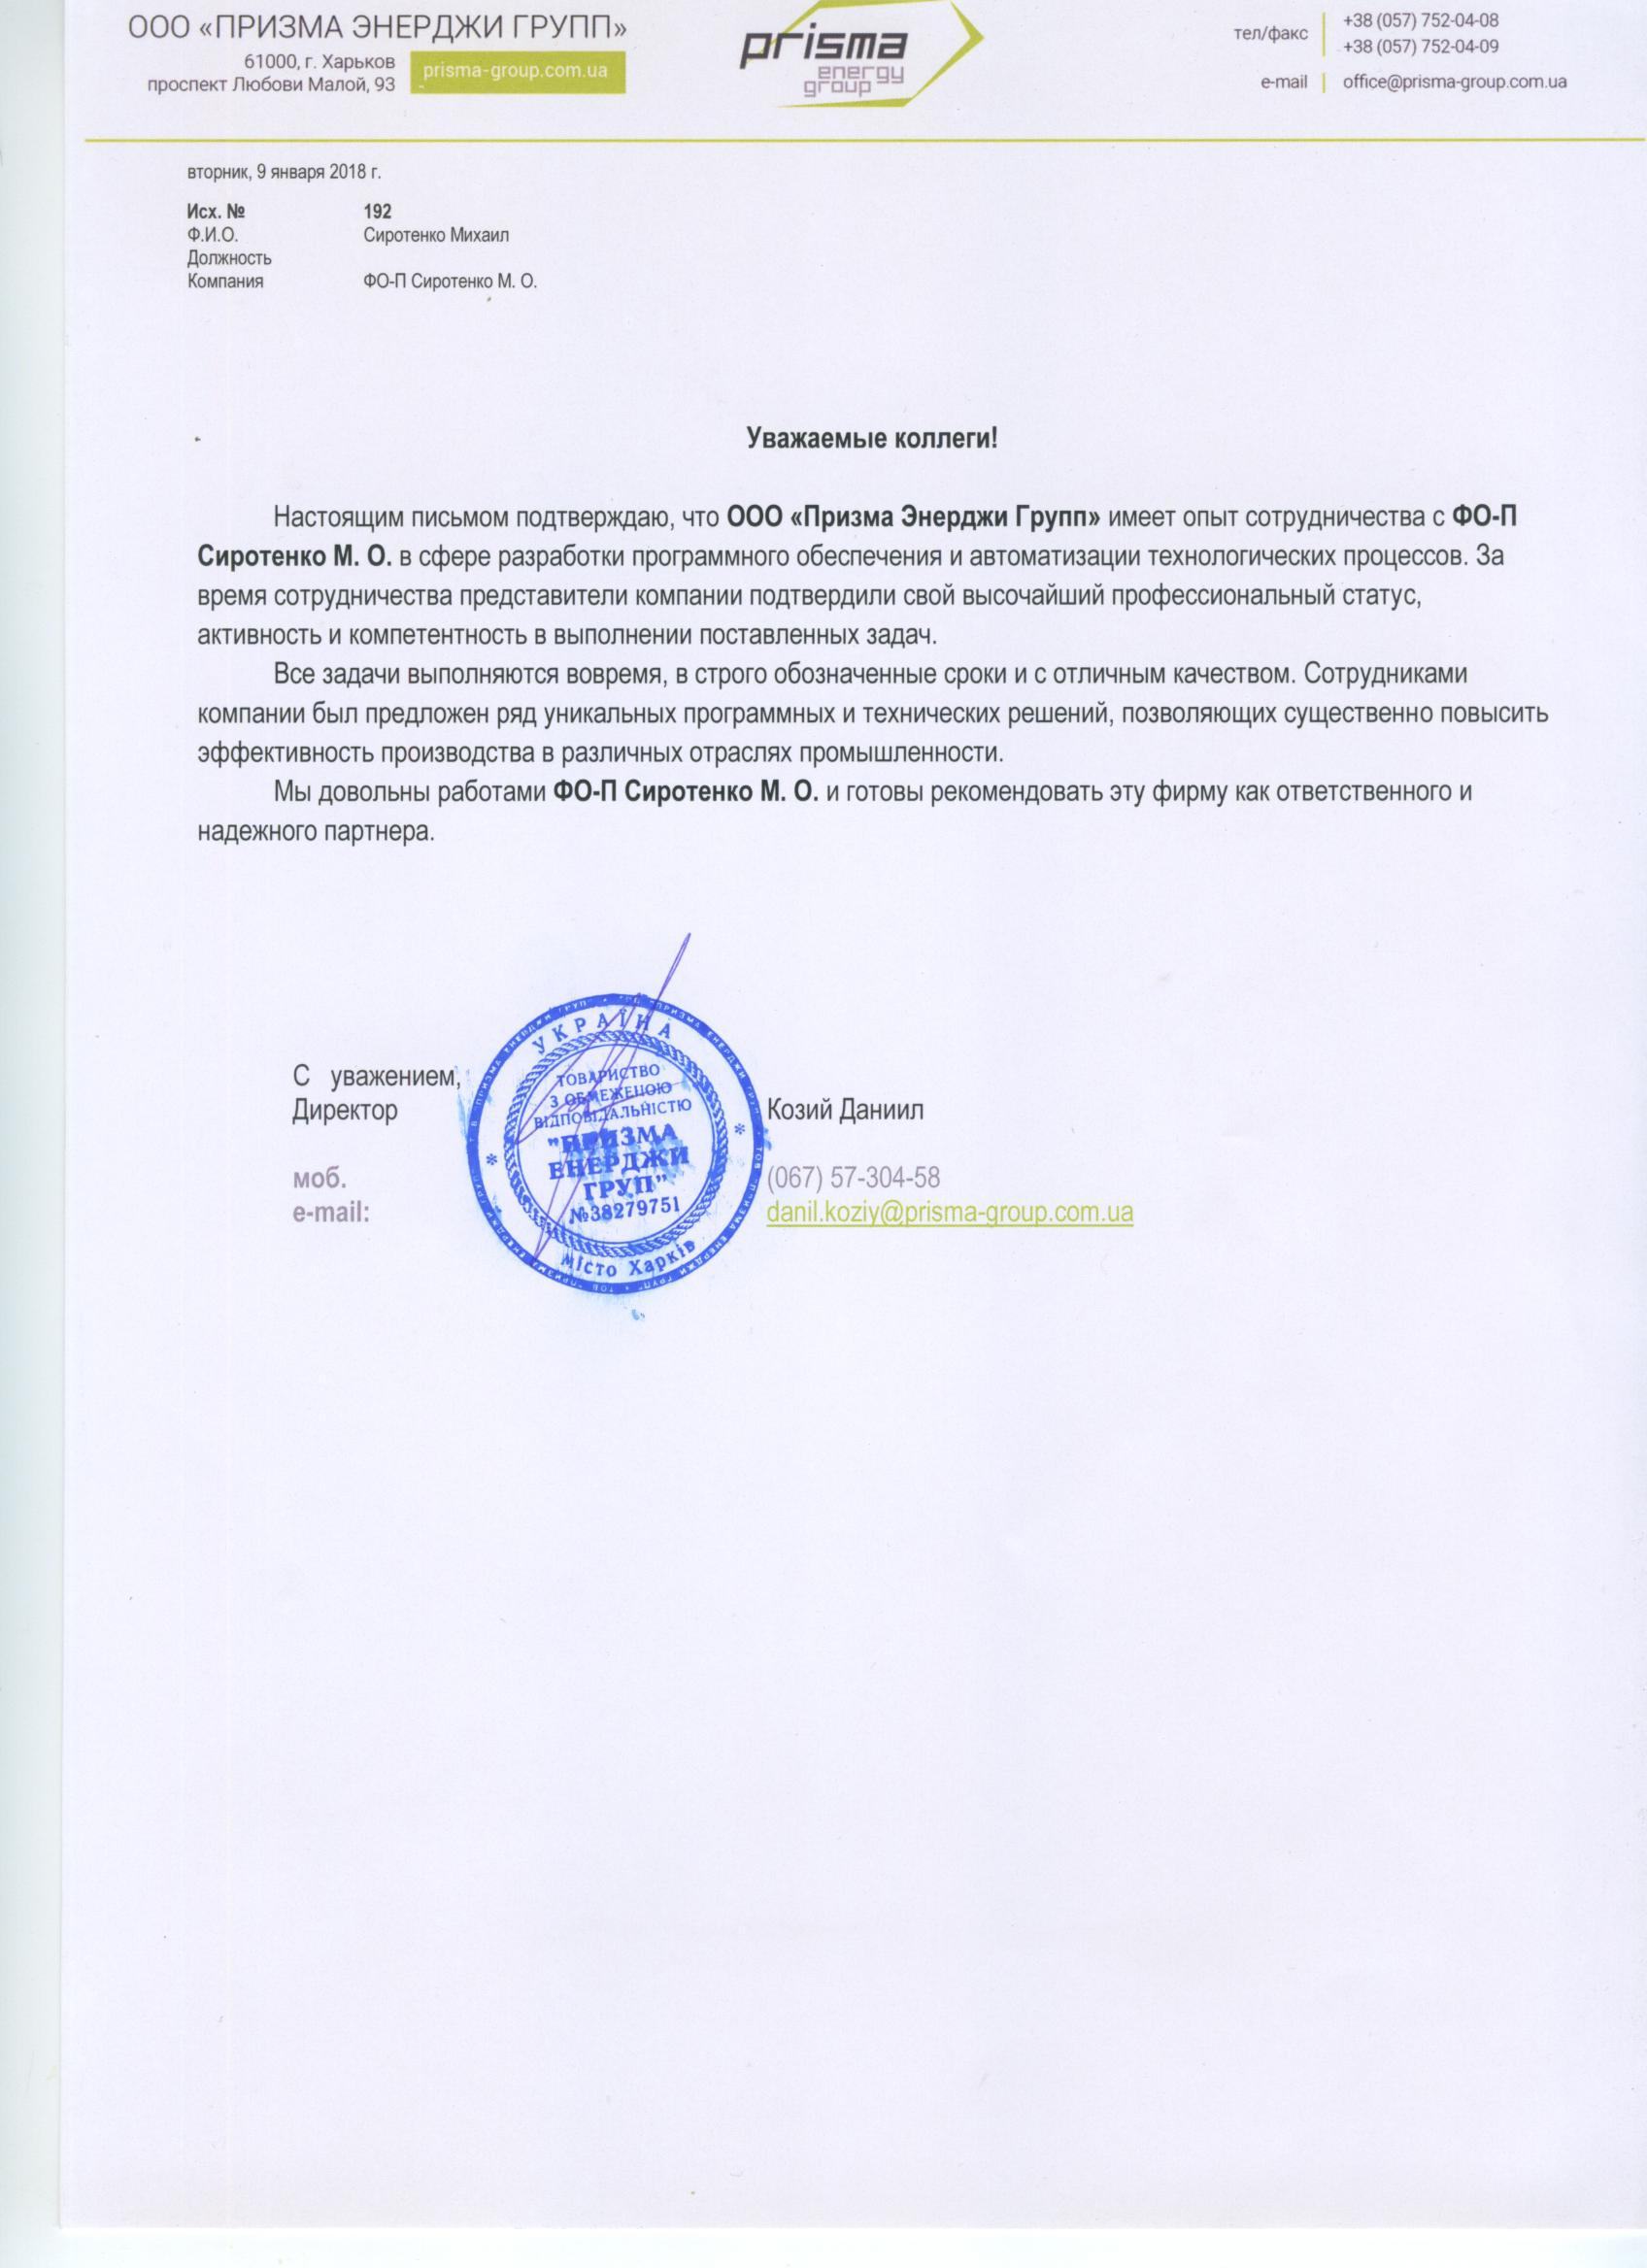 ООО «ПРИЗМА ЭНЕРДЖИ ГРУПП»
61000, г. Харьков
проспект Любови Малой, 93
prisma-group.com.ua
prisma
energy
group
тел/факс
+38 (057) 752-04-08
+38 (057) 752-04-09
e-mail
office@prisma-group.com.ua
вторник, 9 января 2018 г.
Исх. № 192
Ф.И.О. Сиротенко Михаил
Должность
Компания ФО-П Сиротенко М. О.
Уважаемые коллеги!
Настоящим письмом подтверждаю, что ООО «Призма Энерджи Групп» имеет опыт сотрудничества с ФО-П
Сиротенко М. О. в сфере разработки программного обеспечения и автоматизации технологических процессов. За
время сотрудничества представители компании подтвердили свой высочайший профессиональный статус,
активность и компетентность в выполнении поставленных задач.
Все задачи выполняются вовремя, в строго обозначенные сроки и с отличным качеством. Сотрудниками
компании был предложен ряд уникальных программных и технических решений, позволяющих существенно повысить
эффективность производства в различных отраслях промышленности.
Мы довольны работами ФО-П Сиротенко М. О. и готовы рекомендовать эту фирму как ответственного и
надежного партнера.
С уважением,
Директор Козий Даниил
моб. (067) 57-304-58
e-mail: danil.koziy@prisma-group.com.ua
УКРАЇНА
ТОВАРИСТВО
З ОБМЕЖЕНОЮ
ВІДПОВІДАЛЬНІСТЮ
"ПРИЗМА
ЕНЕРДЖИ
ГРУП"
№38279751
місто Харків